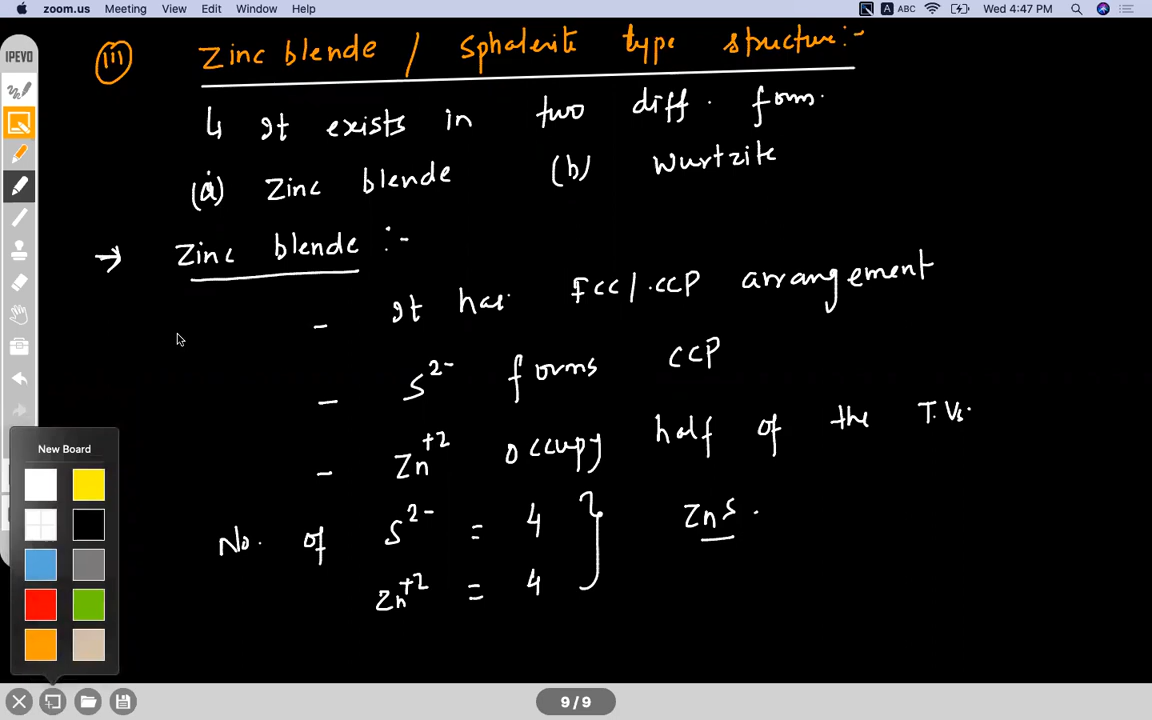 zoom.us Meeting View Edit Window Help A ABC Wed 4:47 PM
IPEVO
(iii) Zinc blende / Sphalerite type structure:-
↳ It exists in two diff. form.
(a) Zinc blende (b) Wurtzite
→ Zinc blende :-
- It has FCC/CCP arrangement
- S²⁻ forms CCP
- Zn⁺² occupy half of the T.Vs.
No. of S²⁻ = 4 } ZnS.
Zn⁺² = 4
New Board
9/9